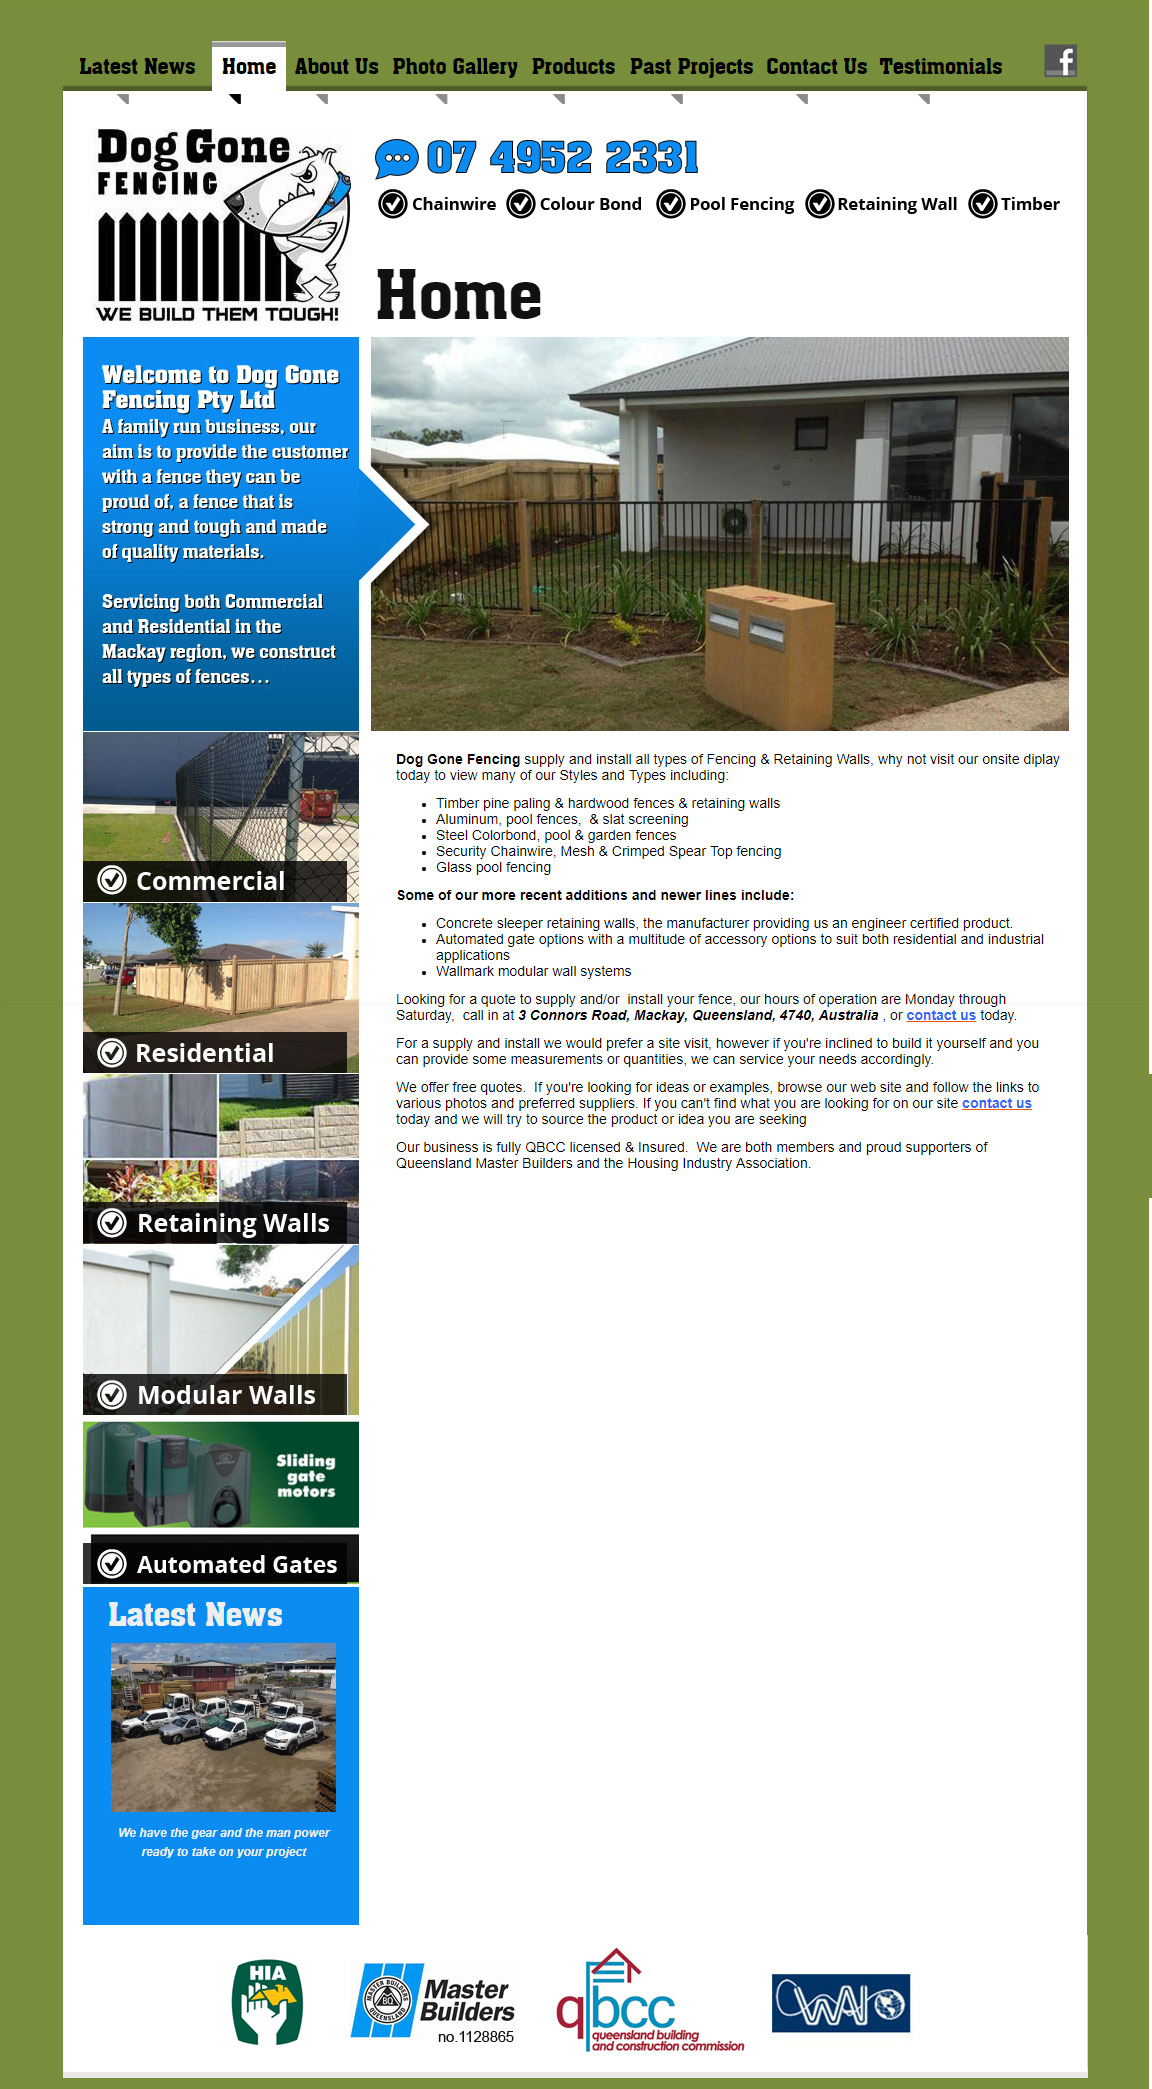 Latest News Home About Us Photo Gallery Products Past Projects Contact Us Testimonials
f
Dog Gone
FENCING
WE BUILD THEM TOUGH!
07 4952 2331
Chainwire Colour Bond Pool Fencing Retaining Wall Timber
Home
Welcome to Dog Gone
Fencing Pty Ltd
A family run business, our
aim is to provide the customer
with a fence they can be
proud of, a fence that is
strong and tough and made
of quality materials.
Servicing both Commercial
and Residential in the
Mackay region, we construct
all types of fences...
Commercial
Residential
Retaining Walls
Modular Walls
Sliding
gate
motors
Automated Gates
Latest News
We have the gear and the man power
ready to take on your project
Dog Gone Fencing supply and install all types of Fencing & Retaining Walls, why not visit our onsite diplay
today to view many of our Styles and Types including:
• Timber pine paling & hardwood fences & retaining walls
• Aluminum, pool fences,  & slat screening
• Steel Colorbond, pool & garden fences
• Security Chainwire, Mesh & Crimped Spear Top fencing
• Glass pool fencing
Some of our more recent additions and newer lines include:
• Concrete sleeper retaining walls, the manufacturer providing us an engineer certified product.
• Automated gate options with a multitude of accessory options to suit both residential and industrial
applications
• Wallmark modular wall systems
Looking for a quote to supply and/or  install your fence, our hours of operation are Monday through
Saturday,  call in at 3 Connors Road, Mackay, Queensland, 4740, Australia , or contact us today.
For a supply and install we would prefer a site visit, however if you're inclined to build it yourself and you
can provide some measurements or quantities, we can service your needs accordingly.
We offer free quotes.  If you're looking for ideas or examples, browse our web site and follow the links to
various photos and preferred suppliers. If you can't find what you are looking for on our site contact us
today and we will try to source the product or idea you are seeking
Our business is fully QBCC licensed & Insured.  We are both members and proud supporters of
Queensland Master Builders and the Housing Industry Association.
HIA
MASTER BUILDERS
QUEENSLAND
Master
Builders
no.1128865
qbcc
queensland building
and construction commission